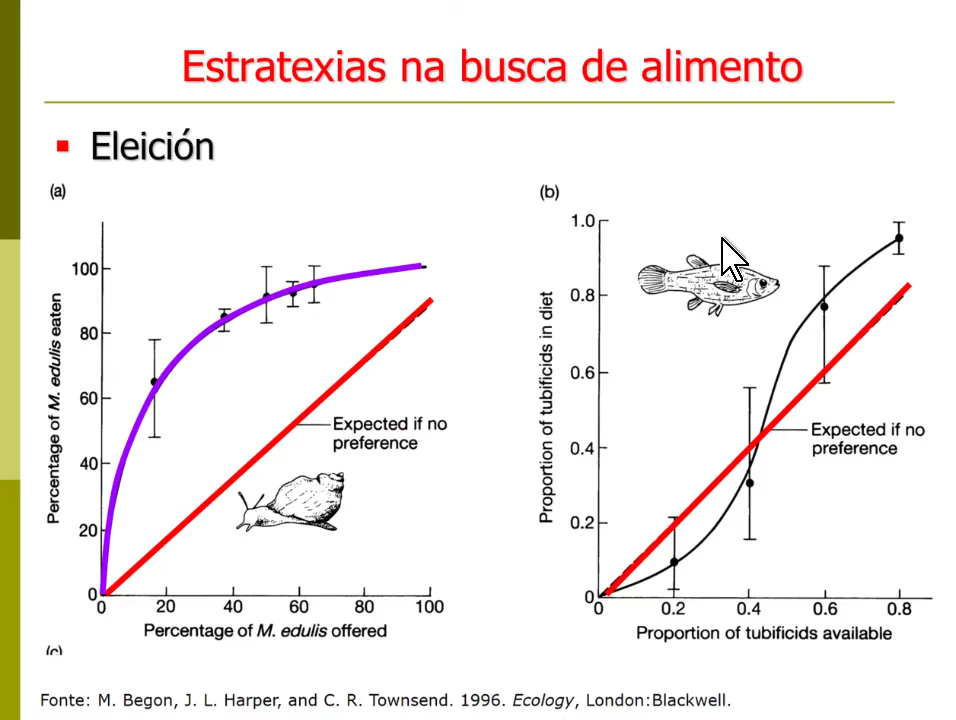 Estratexias na busca de alimento
Eleición
(a)
Percentage of M. edulis eaten
100
80
60
40
20
0
0 20 40 60 80 100
Expected if no
preference
Percentage of M. edulis offered
(b)
Proportion of tubificids in diet
1.0
0.8
0.6
0.4
0.2
0
0 0.2 0.4 0.6 0.8
Expected if no
preference
Proportion of tubificids available
(c)
Fonte: M. Begon, J. L. Harper, and C. R. Townsend. 1996. Ecology, London:Blackwell.